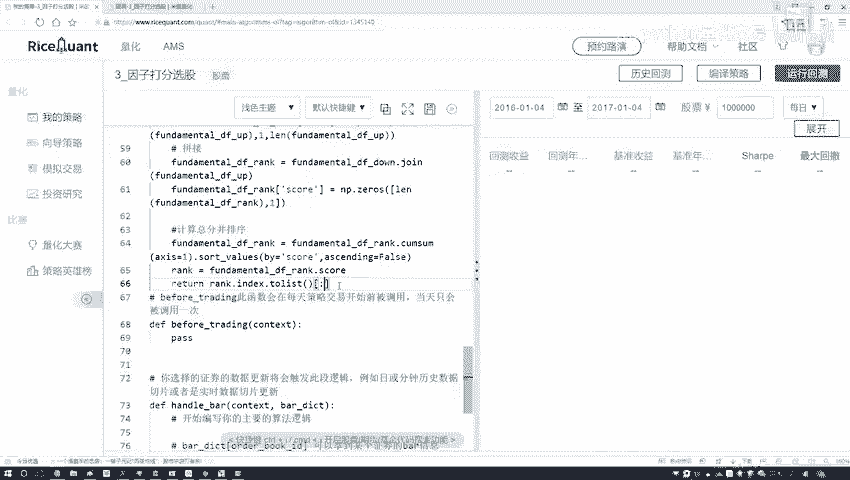 RiceQuant 量化 AMS 预约路演 帮助文档 社区
3_因子打分选股 股票 历史回测 编译策略 运行回测
量化
我的策略
向导策略
模拟交易
投资研究
比赛
量化大赛
策略英雄榜
浅色主题 默认快捷键
2016-01-04 至 2017-01-04 股票 ¥ 1000000 每日
展开
回测收益 回测年... 基准收益 基准年... Sharpe 最大回撤
-- -- -- -- -- --
(fundamental_df_up),1,len(fundamental_df_up))
59 # 拼接
60 fundamental_df_rank = fundamental_df_down.join
(fundamental_df_up)
61 fundamental_df_rank['score'] = np.zeros([len
(fundamental_df_rank),1])
62
63 #计算总分并排序
64 fundamental_df_rank = fundamental_df_rank.cumsum
(axis=1).sort_values(by='score',ascending=False)
65 rank = fundamental_df_rank.score
66 return rank.index.tolist()[:]
67 # before_trading此函数会在每天策略交易开始前被调用，当天只会
被调用一次
68 def before_trading(context):
69 pass
70
71
72 # 你选择的证券的数据更新将会触发此段逻辑，例如日或分钟历史数据
切片或者是实时数据切片更新
73 def handle_bar(context, bar_dict):
74 # 开始编写你的主要的算法逻辑
75
76 # bar_dict[order_book_id] 可以拿到某个证券的bar信息